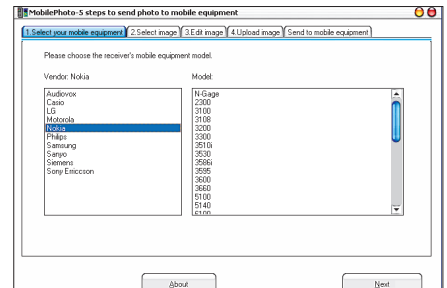 MobilePhoto-5 steps to send photo to mobile equipment
1.Select your mobile equipment 2.Select image 3.Edit image 4.Upload image Send to mobile equipment
Please choose the receiver's mobile equipment model.
Vendor: Nokia Model:
Audiovox
Casio
LG
Motorola
Nokia
Philips
Samsung
Sanyo
Siemens
Sony Erriccson
N-Gage
2300
3100
3108
3200
3300
3510i
3530
3586i
3595
3600
3660
5100
5140
6100
About Next